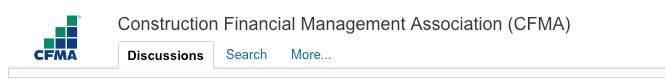 Construction Financial Management Association (CFMA)
CFMA
Discussions Search More...